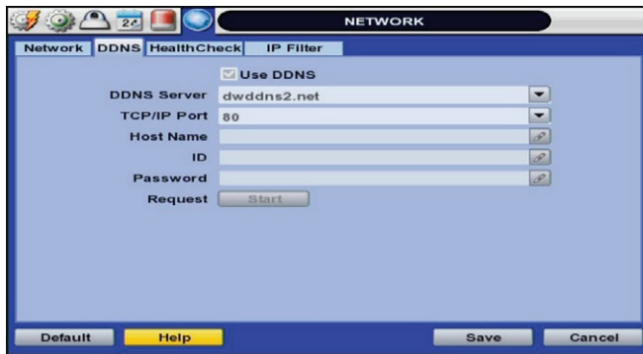 NETWORK
Network DDNS HealthCheck IP Filter
Use DDNS
DDNS Server dwddns2.net
TCP/IP Port 80
Host Name
ID
Password
Request Start
Default Help Save Cancel